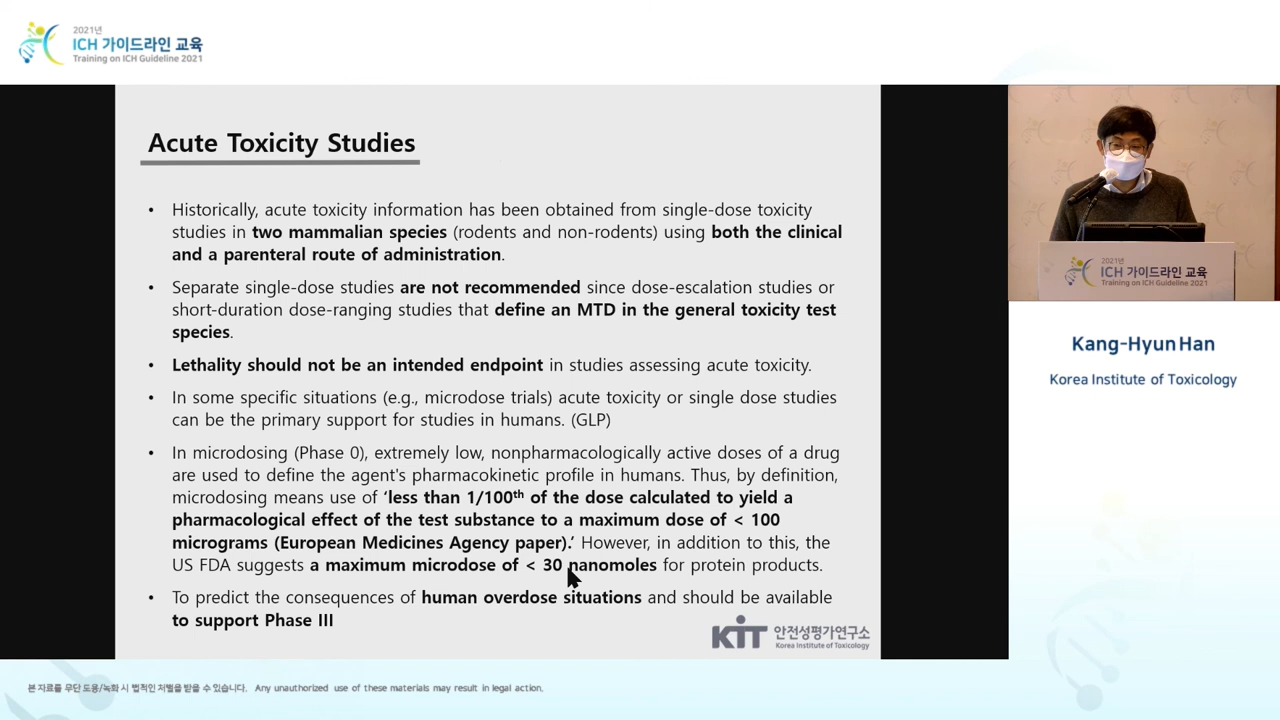 2021년
ICH 가이드라인 교육
Training on ICH Guideline 2021
Acute Toxicity Studies
• Historically, acute toxicity information has been obtained from single-dose toxicity
studies in two mammalian species (rodents and non-rodents) using both the clinical
and a parenteral route of administration.
• Separate single-dose studies are not recommended since dose-escalation studies or
short-duration dose-ranging studies that define an MTD in the general toxicity test
species.
• Lethality should not be an intended endpoint in studies assessing acute toxicity.
• In some specific situations (e.g., microdose trials) acute toxicity or single dose studies
can be the primary support for studies in humans. (GLP)
• In microdosing (Phase 0), extremely low, nonpharmacologically active doses of a drug
are used to define the agent's pharmacokinetic profile in humans. Thus, by definition,
microdosing means use of ‘less than 1/100th of the dose calculated to yield a
pharmacological effect of the test substance to a maximum dose of < 100
micrograms (European Medicines Agency paper).’ However, in addition to this, the
US FDA suggests a maximum microdose of < 30 nanomoles for protein products.
• To predict the consequences of human overdose situations and should be available
to support Phase III
KIT 안전성평가연구소
Korea Institute of Toxicology
2021년
ICH 가이드라인 교육
Training on ICH Guideline 2021
Kang-Hyun Han
Korea Institute of Toxicology
본 자료를 무단 도용/녹화 시 법적인 처벌을 받을 수 있습니다. Any unauthorized use of these materials may result in legal action.